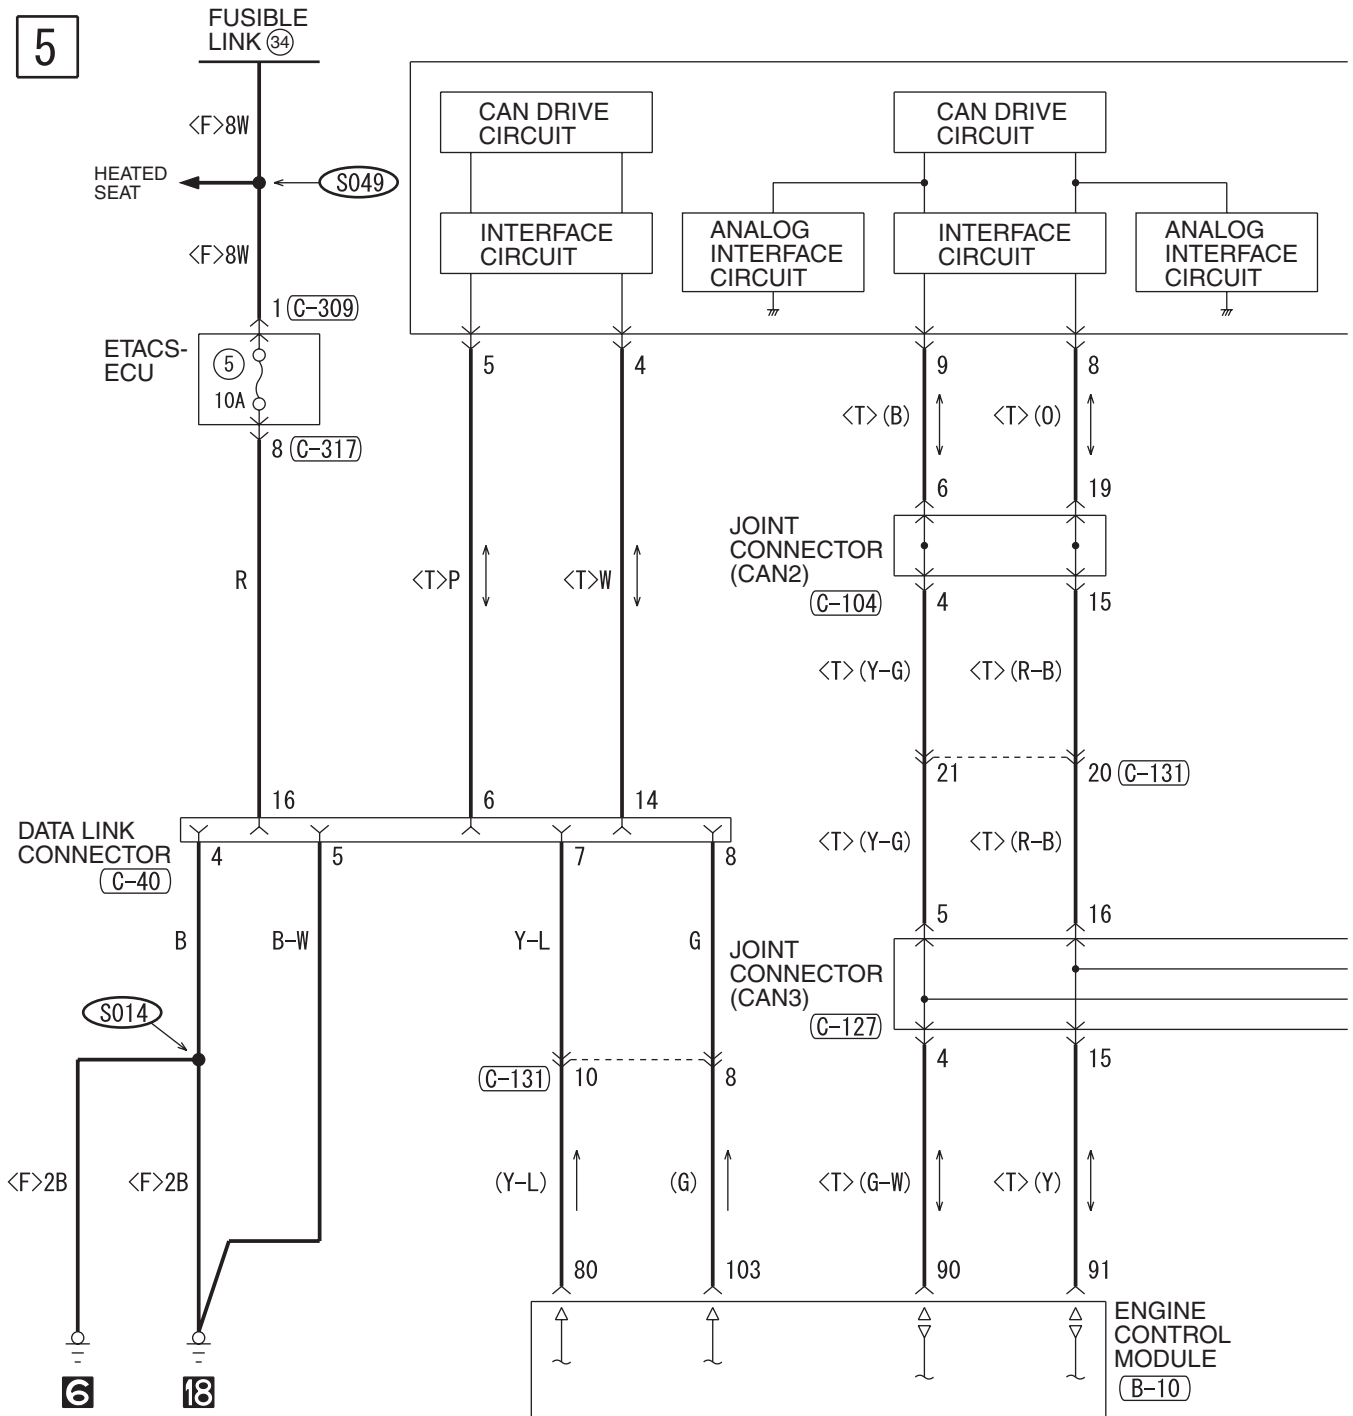 5
FUSIBLE
LINK 34
<F>8W
HEATED
SEAT
S049
<F>8W
1 C-309
ETACS-
ECU
5
10A
8 C-317
CAN DRIVE
CIRCUIT
CAN DRIVE
CIRCUIT
INTERFACE
CIRCUIT
ANALOG
INTERFACE
CIRCUIT
INTERFACE
CIRCUIT
ANALOG
INTERFACE
CIRCUIT
5 4 9 8
<T>(B) <T>(O)
6 19
JOINT
CONNECTOR
(CAN2)
C-104
4 15
R <T>P <T>W
<T>(Y-G) <T>(R-B)
21 20 C-131
16 6 14
DATA LINK
CONNECTOR
C-40
4 5 7 8
<T>(Y-G) <T>(R-B)
5 16
B B-W Y-L G
JOINT
CONNECTOR
(CAN3)
C-127
4 15
S014
C-131 10 8
<F>2B <F>2B (Y-L) (G) <T>(G-W) <T>(Y)
80 103 90 91
ENGINE
CONTROL
MODULE
B-10
6 18